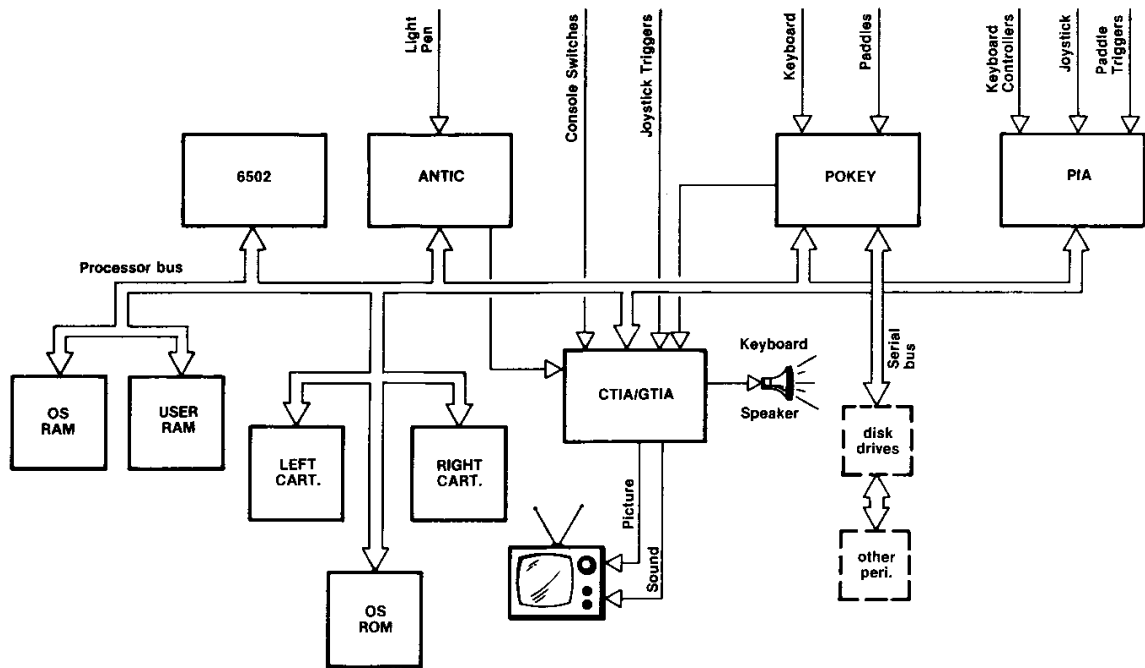 Light
Pen
Console Switches
Joystick Triggers
Keyboard
Paddles
Keyboard
Controllers
Joystick
Paddle
Triggers
6502
ANTIC
POKEY
PIA
Processor bus
OS
RAM
USER
RAM
LEFT
CART.
RIGHT
CART.
OS
ROM
CTIA/GTIA
Keyboard
Speaker
Serial
bus
disk
drives
other
peri.
Picture
Sound